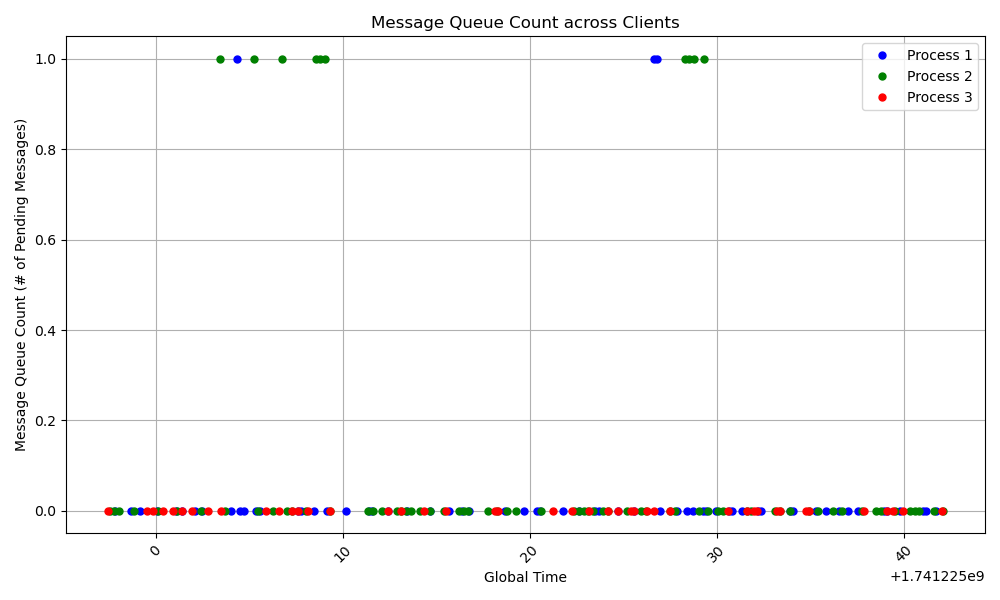 Message Queue Count across Clients
Message Queue Count (# of Pending Messages)
1.0
0.8
0.6
0.4
0.2
0.0
Process 1
Process 2
Process 3
0
10
20
30
40
Global Time
+1.741225e9